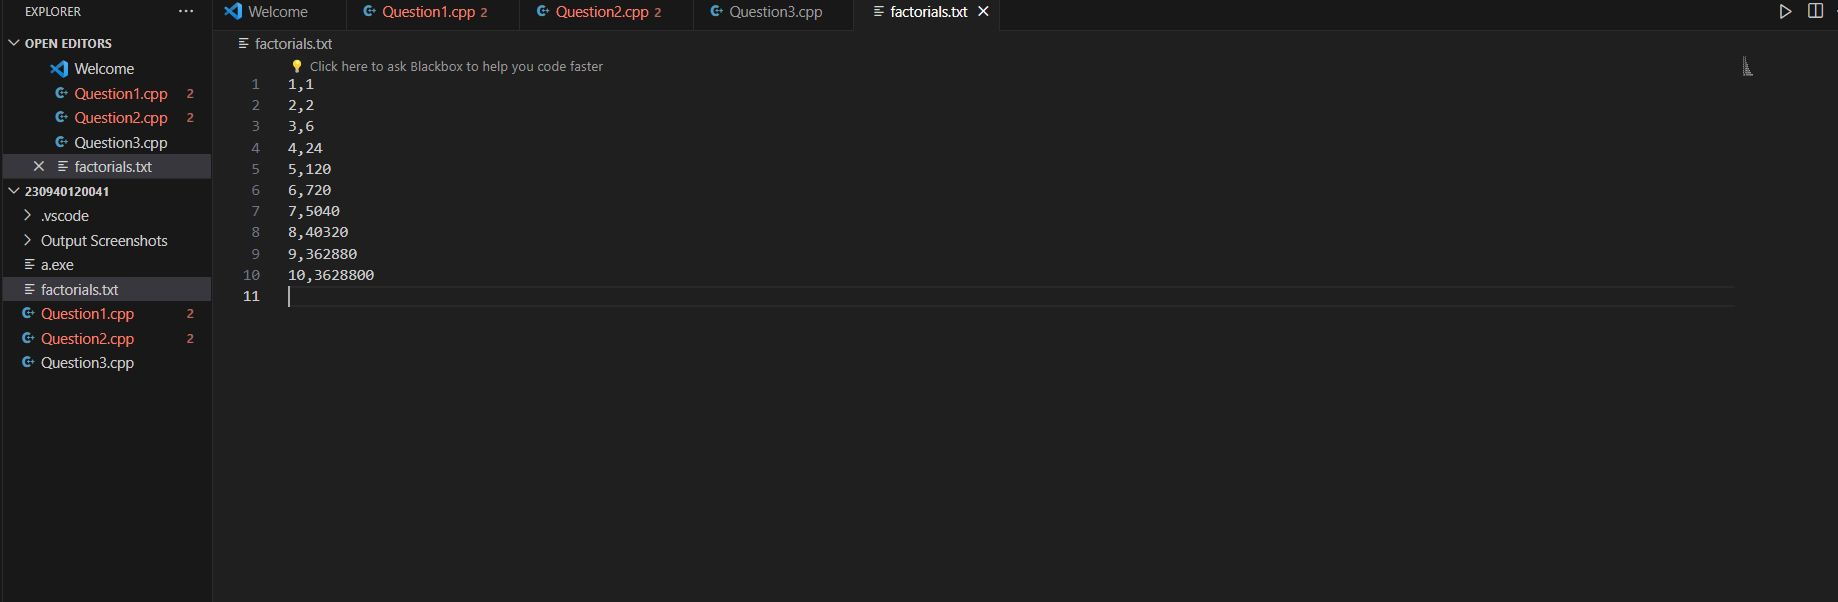 EXPLORER ···
OPEN EDITORS
Welcome
Question1.cpp 2
Question2.cpp 2
Question3.cpp
factorials.txt
230940120041
.vscode
Output Screenshots
a.exe
factorials.txt
Question1.cpp 2
Question2.cpp 2
Question3.cpp
Welcome Question1.cpp 2 Question2.cpp 2 Question3.cpp factorials.txt
factorials.txt
Click here to ask Blackbox to help you code faster
1 1,1
2 2,2
3 3,6
4 4,24
5 5,120
6 6,720
7 7,5040
8 8,40320
9 9,362880
10 10,3628800
11